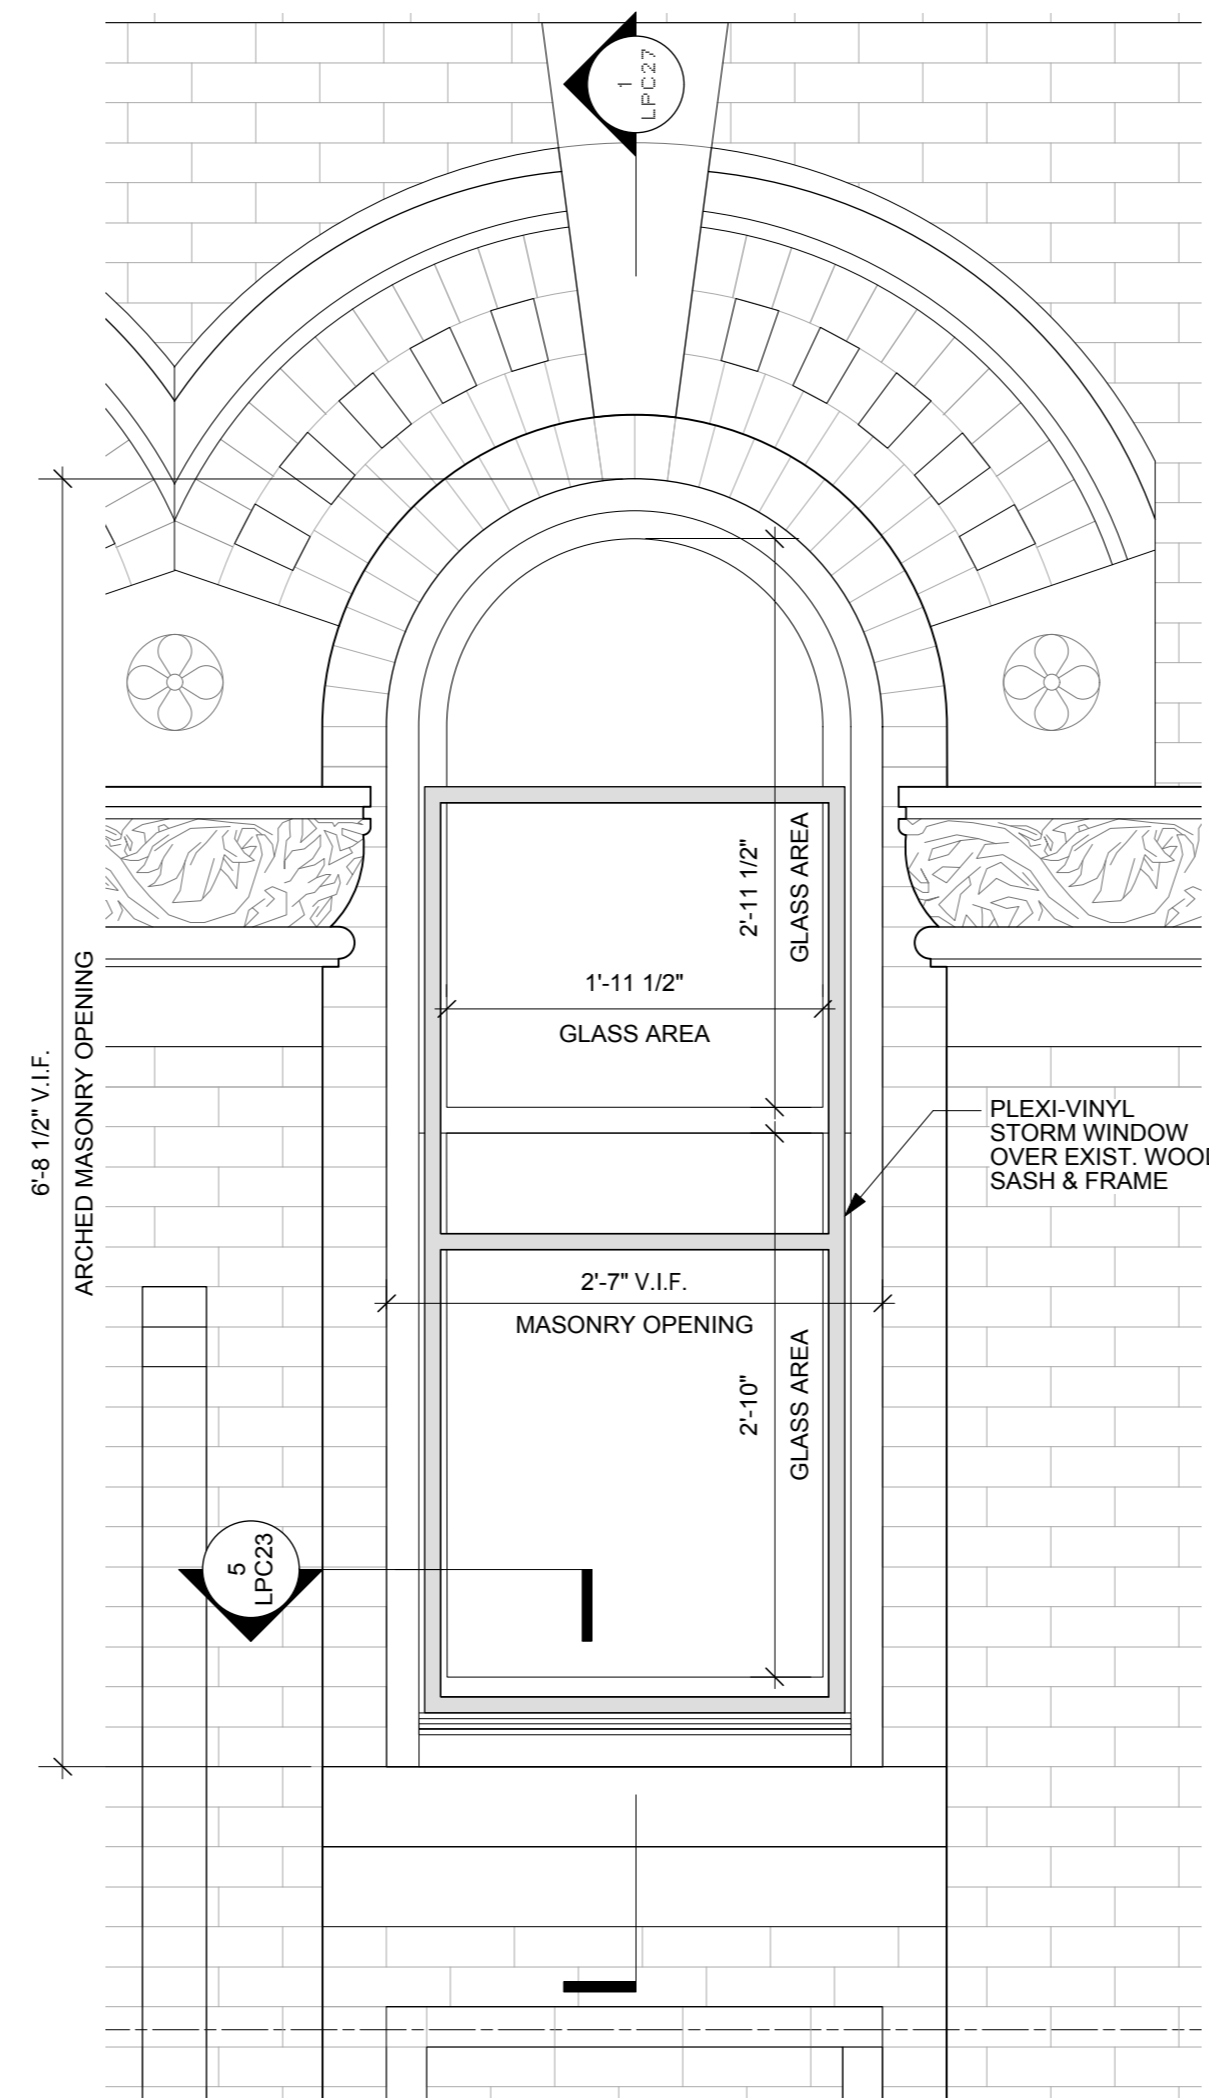 1
LPC27
6'-8 1/2" V.I.F.
ARCHED MASONRY OPENING
2'-11 1/2"
GLASS AREA
1'-11 1/2"
GLASS AREA
PLEXI-VINYL
STORM WINDOW
OVER EXIST. WOOD
SASH & FRAME
2'-7" V.I.F.
MASONRY OPENING
2'-10"
GLASS AREA
5
LPC23